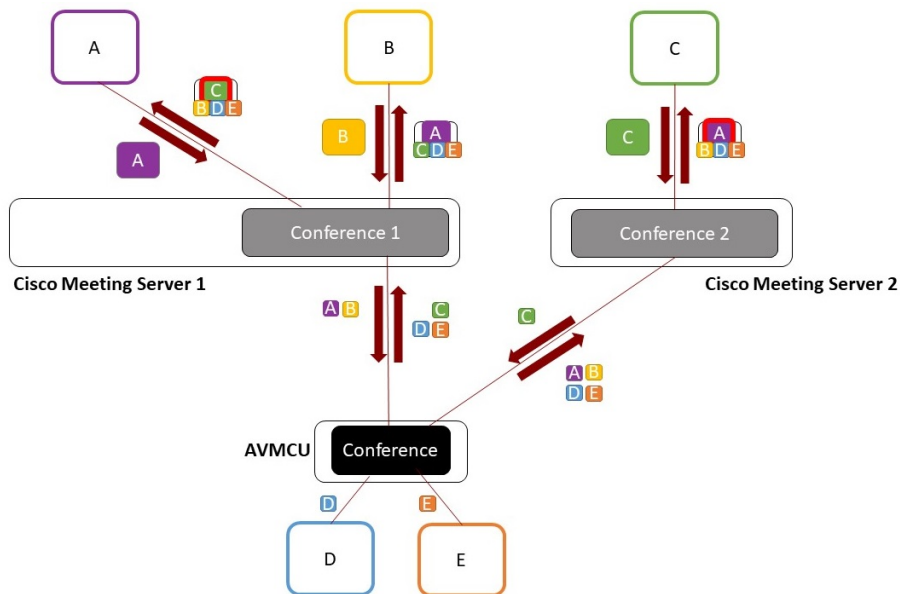 A
B
C
C
B D E
A
B
A
C D E
C
A
B D E
Conference 1
Conference 2
Cisco Meeting Server 1
Cisco Meeting Server 2
A B
C
D E
C
A B
D E
AVMCU
Conference
D
E
D
E